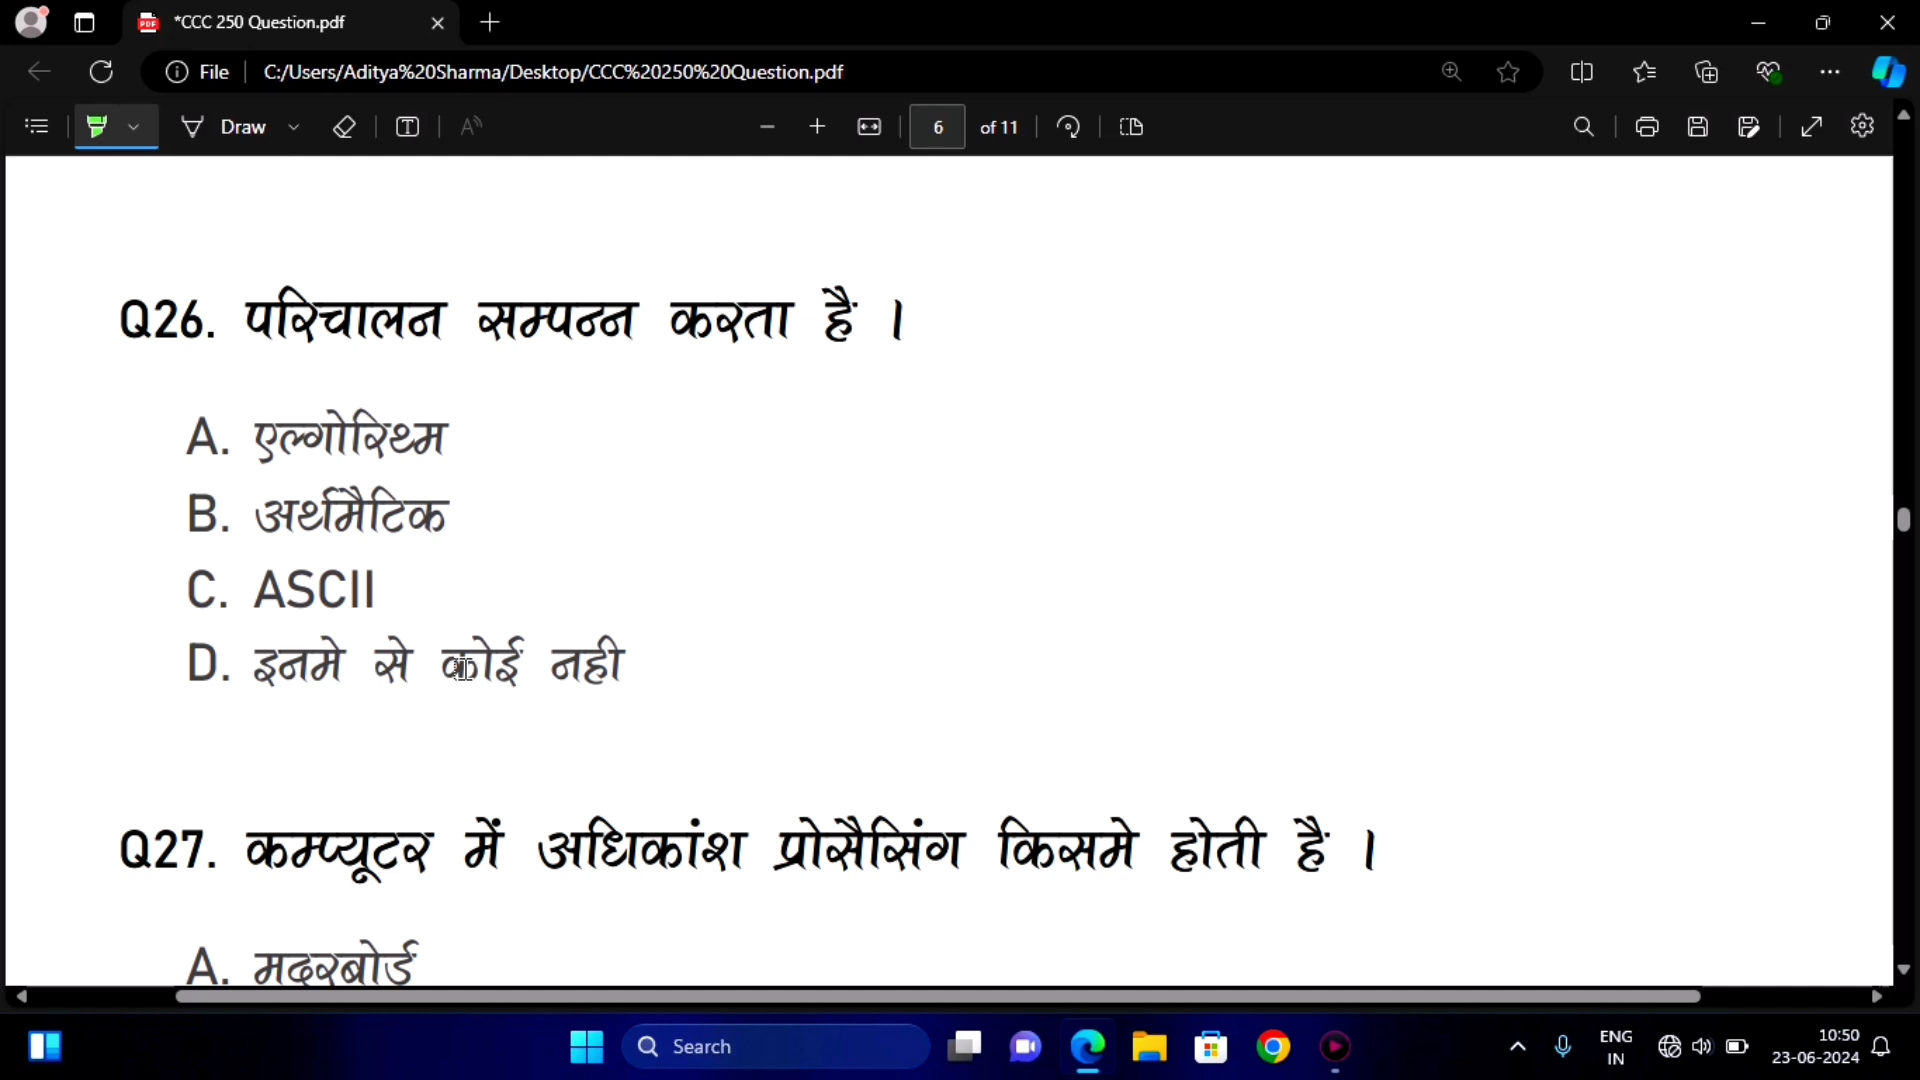 *CCC 250 Question.pdf
File C:/Users/Aditya%20Sharma/Desktop/CCC%20250%20Question.pdf
Draw 6 of 11
Q26. परिचालन सम्पन्न करता है ।
A. एल्गोरिथ्म
B. अर्थमैटिक
C. ASCII
D. इनमे से कोई नही
Q27. कम्प्यूटर में अधिकांश प्रोसैसिंग किसमे होती है ।
A. मदरबोर्ड
Search
ENG
IN
10:50
23-06-2024